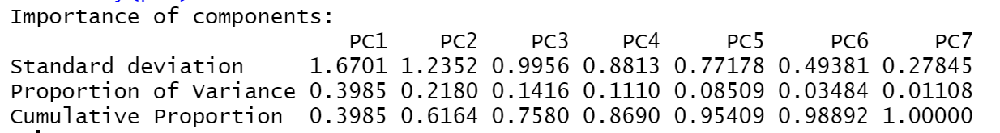 Importance of components:
PC1 PC2 PC3 PC4 PC5 PC6 PC7
Standard deviation 1.6701 1.2352 0.9956 0.8813 0.77178 0.49381 0.27845
Proportion of Variance 0.3985 0.2180 0.1416 0.1110 0.08509 0.03484 0.01108
Cumulative Proportion 0.3985 0.6164 0.7580 0.8690 0.95409 0.98892 1.00000